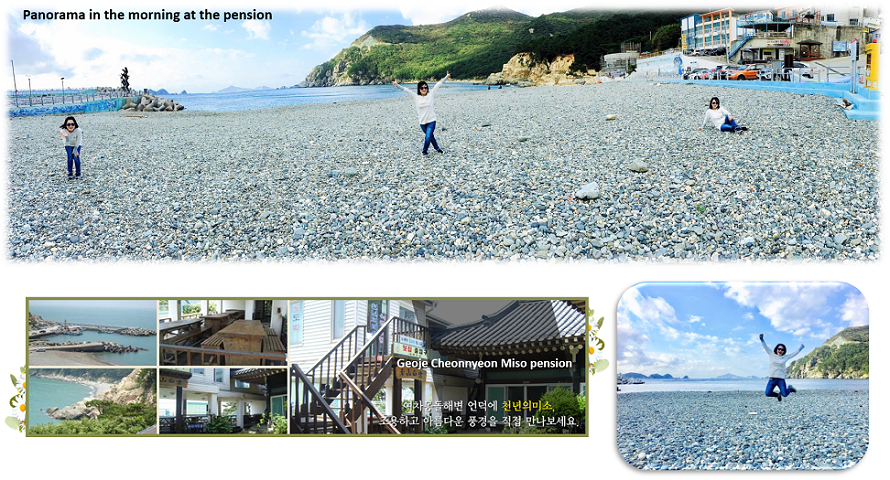 Panorama in the morning at the pension
Geoje Cheonnyeon Miso pension
여차몽돌해변 언덕에 천년의미소,
조용하고 아름다운 풍경을 직접 만나보세요.